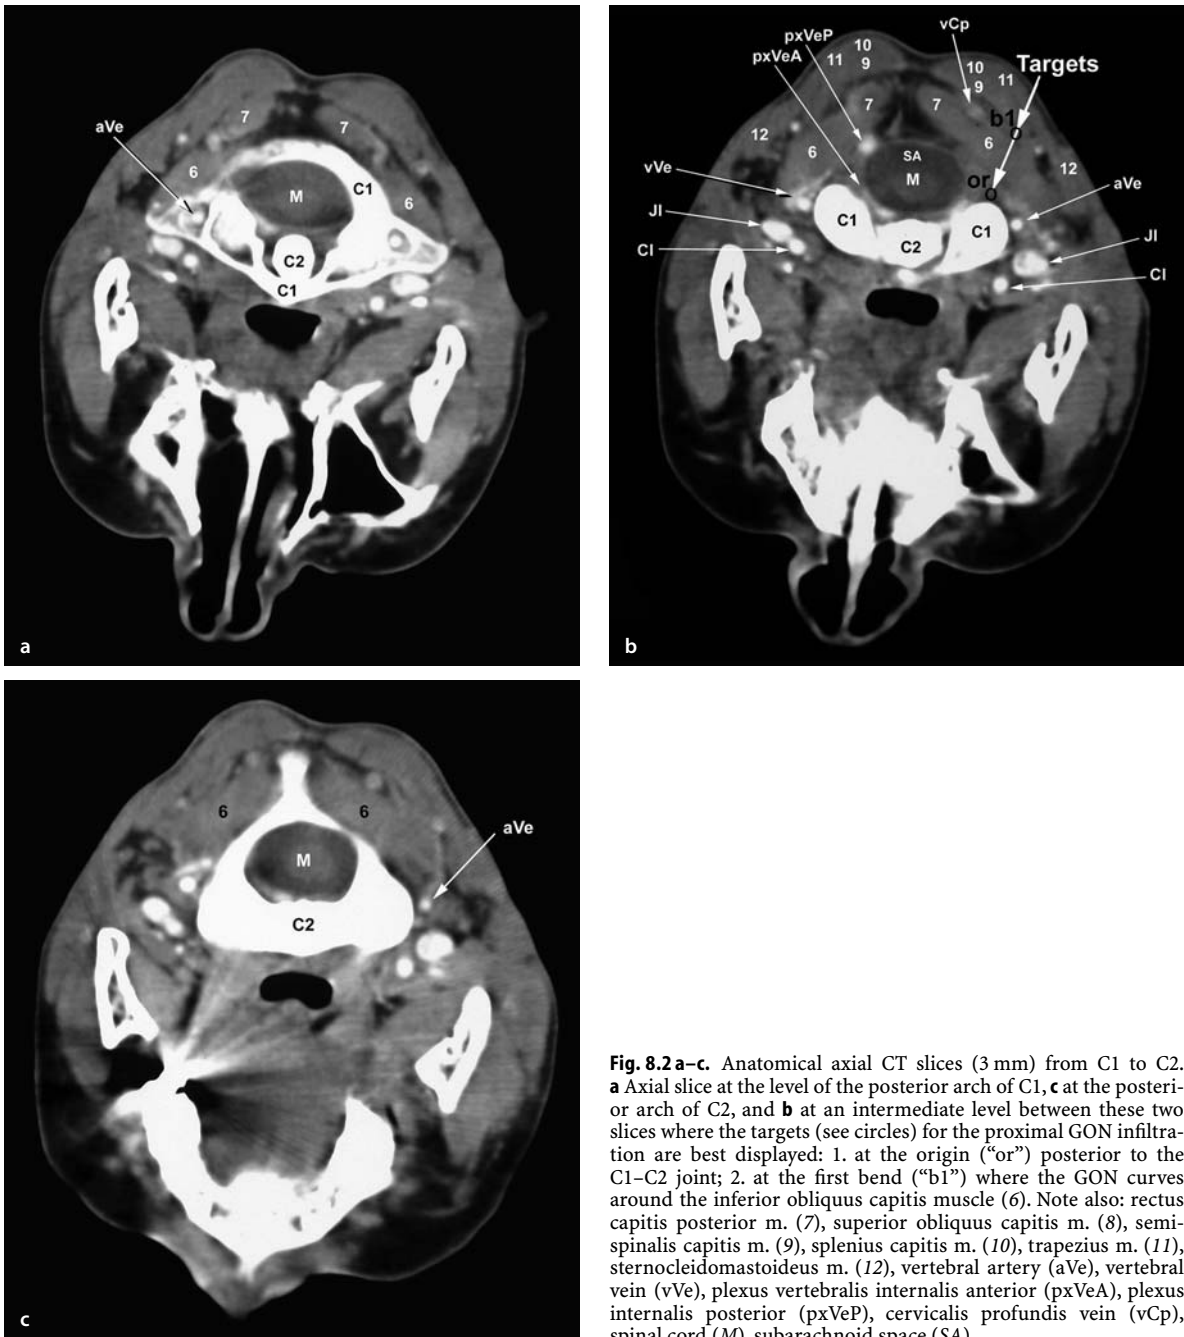 7
7
aVe
6
M
C1
6
C2
C1
a
vCp
pxVeP
10
11
9
pxVeA
Targets
10
11
9
7
7
b1
12
6
SA
6
12
M
vVe
or
aVe
JI
C1
C1
JI
CI
C2
CI
b
6
6
aVe
M
C2
c
Fig. 8.2 a–c. Anatomical axial CT slices (3 mm) from C1 to C2.
a Axial slice at the level of the posterior arch of C1, c at the posteri-
or arch of C2, and b at an intermediate level between these two
slices where the targets (see circles) for the proximal GON infiltra-
tion are best displayed: 1. at the origin (“or”) posterior to the
C1–C2 joint; 2. at the first bend (“b1”) where the GON curves
around the inferior obliquus capitis muscle (6). Note also: rectus
capitis posterior m. (7), superior obliquus capitis m. (8), semi-
spinalis capitis m. (9), splenius capitis m. (10), trapezius m. (11),
sternocleidomastoideus m. (12), vertebral artery (aVe), vertebral
vein (vVe), plexus vertebralis internalis anterior (pxVeA), plexus
internalis posterior (pxVeP), cervicalis profundis vein (vCp),
spinal cord (M), subarachnoid space (SA)